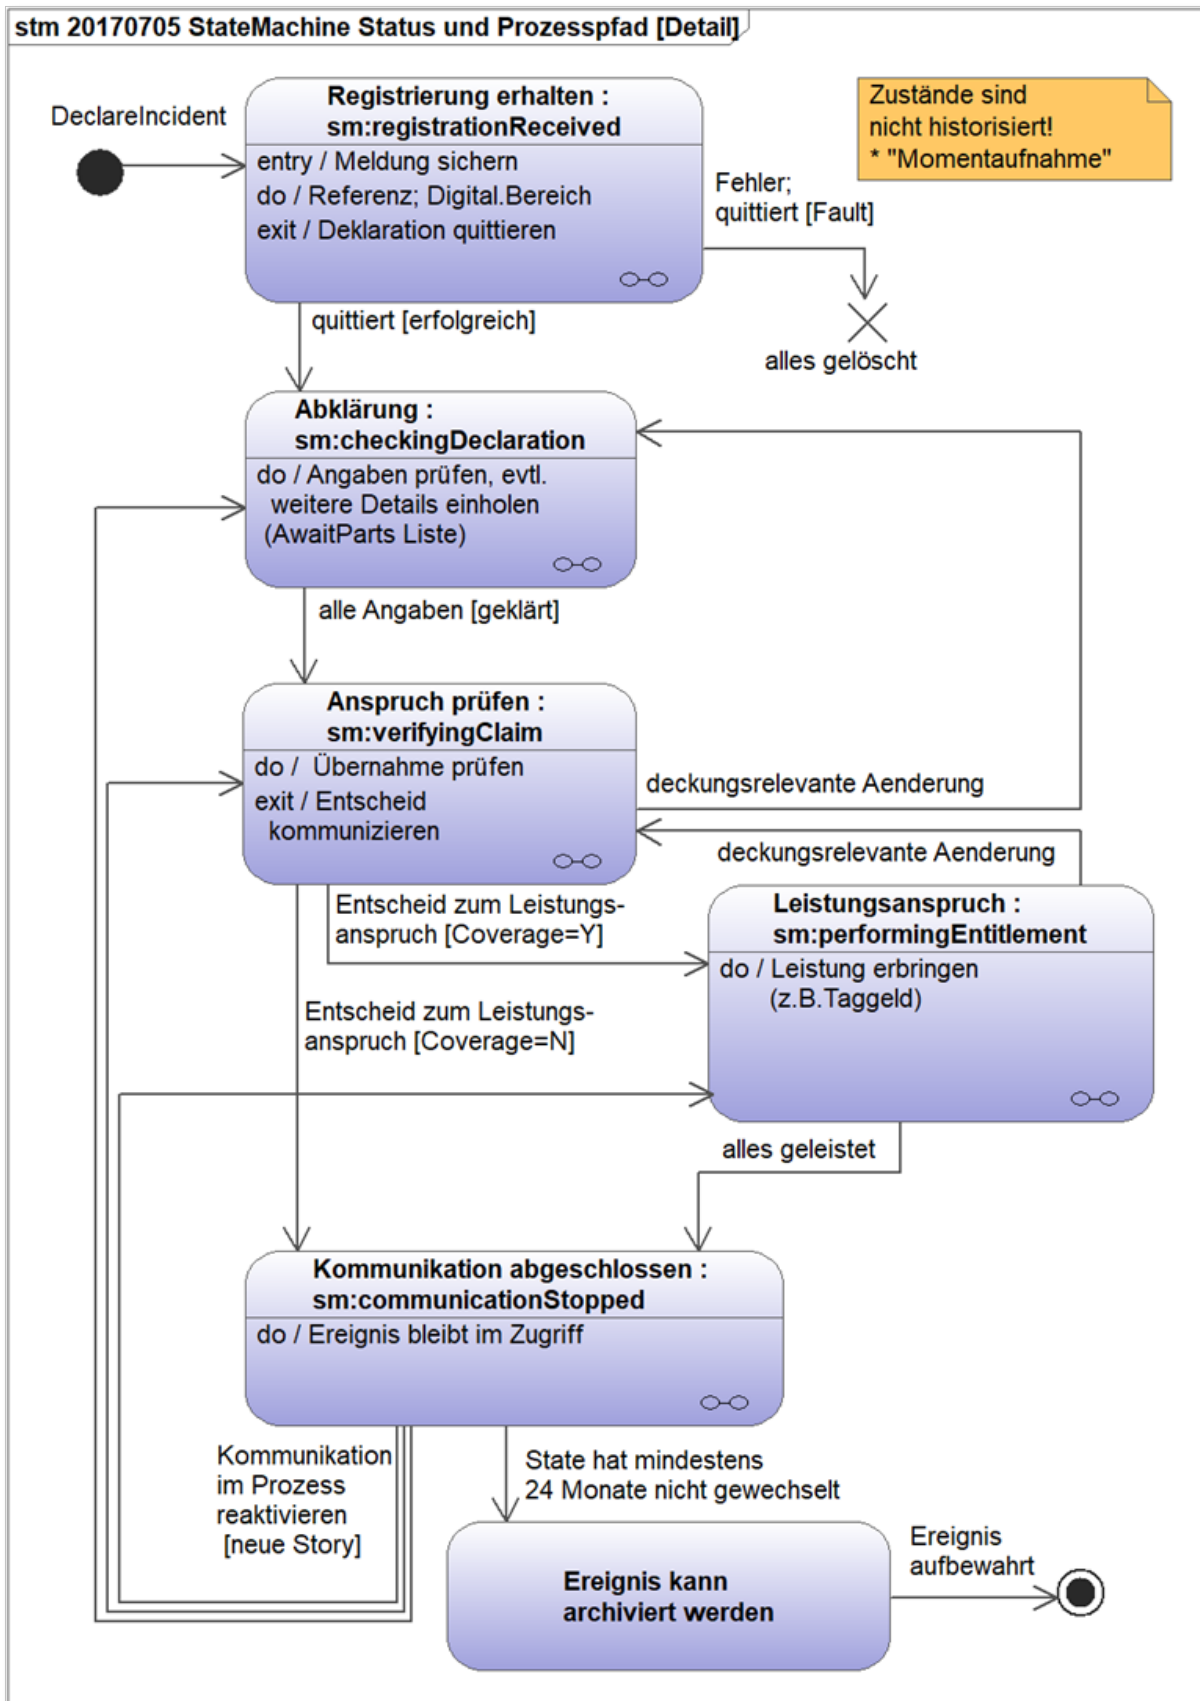 stm 20170705 StateMachine Status und Prozesspfad [Detail]
DeclareIncident
Registrierung erhalten :
sm:registrationReceived
entry / Meldung sichern
do / Referenz; Digital.Bereich
exit / Deklaration quittieren
Zustände sind
nicht historisiert!
* "Momentaufnahme"
Fehler;
quittiert [Fault]
alles gelöscht
quittiert [erfolgreich]
Abklärung :
sm:checkingDeclaration
do / Angaben prüfen, evtl.
weitere Details einholen
(AwaitParts Liste)
alle Angaben [geklärt]
Anspruch prüfen :
sm:verifyingClaim
do /  Übernahme prüfen
exit / Entscheid
kommunizieren
deckungsrelevante Aenderung
deckungsrelevante Aenderung
Entscheid zum Leistungs-
anspruch [Coverage=Y]
Leistungsanspruch :
sm:performingEntitlement
do / Leistung erbringen
(z.B.Taggeld)
Entscheid zum Leistungs-
anspruch [Coverage=N]
alles geleistet
Kommunikation abgeschlossen :
sm:communicationStopped
do / Ereignis bleibt im Zugriff
Kommunikation
im Prozess
reaktivieren
[neue Story]
State hat mindestens
24 Monate nicht gewechselt
Ereignis kann
archiviert werden
Ereignis
aufbewahrt